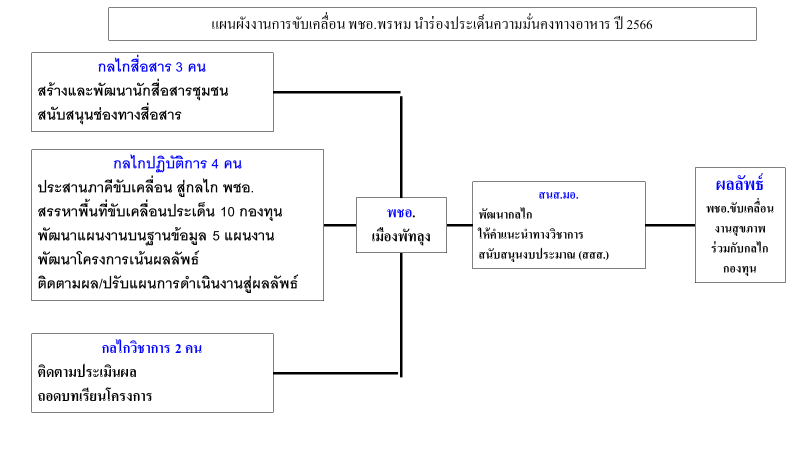 แผนผังงานการขับเคลื่อน พชอ.พรหม นำร่องประเด็นความมั่นคงทางอาหาร ปี 2566
กลไกสื่อสาร 3 คน
สร้างและพัฒนานักสื่อสารชุมชน
สนับสนุนช่องทางสื่อสาร
กลไกปฏิบัติการ 4 คน
ประสานภาคีขับเคลื่อน สู่กลไก พชอ.
สรรหาพื้นที่ขับเคลื่อนประเด็น 10 กองทุน
พัฒนาแผนงานบนฐานข้อมูล 5 แผนงาน
พัฒนาโครงการเน้นผลลัพธ์
ติดตามผล/ปรับแผนการดำเนินงานสู่ผลลัพธ์
กลไกวิชาการ 2 คน
ติดตามประเมินผล
ถอดบทเรียนโครงการ
พชอ.
เมืองพัทลุง
สนส.มอ.
พัฒนากลไก
ให้คำแนะนำทางวิชาการ
สนับสนุนงบประมาณ (สสส.)
ผลลัพธ์
พชอ.ขับเคลื่อน
งานสุขภาพ
ร่วมกับกลไก
กองทุน